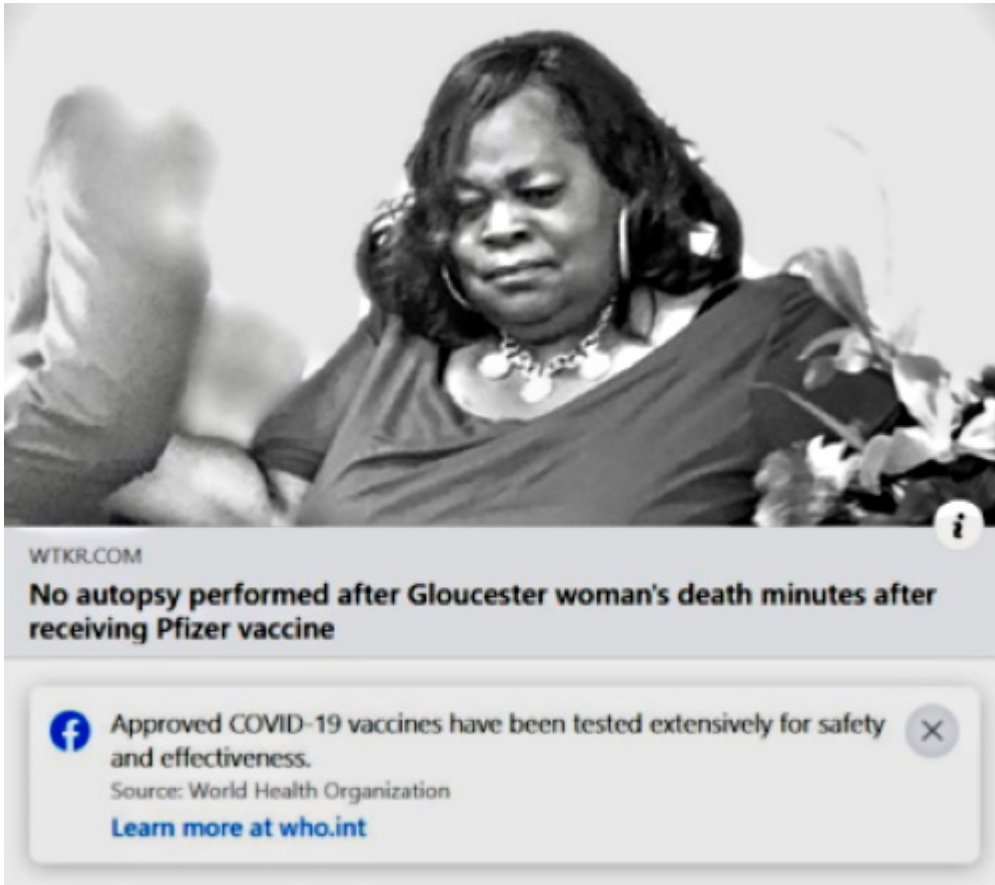 WTKR.COM
No autopsy performed after Gloucester woman's death minutes after
receiving Pfizer vaccine
Approved COVID-19 vaccines have been tested extensively for safety
and effectiveness.
Source: World Health Organization
Learn more at who.int